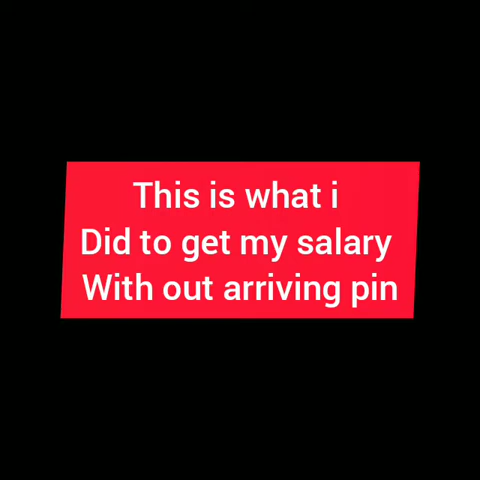 This is what i
Did to get my salary
With out arriving pin